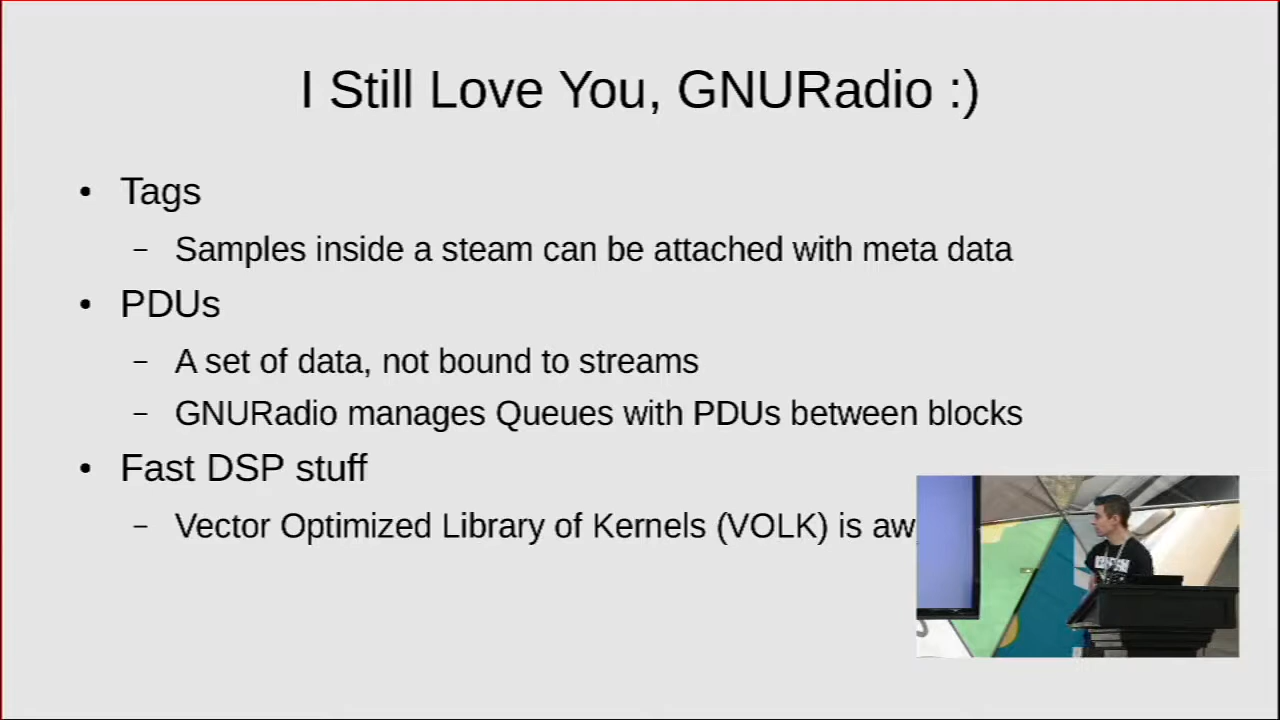 I Still Love You, GNURadio :)
• Tags
– Samples inside a steam can be attached with meta data
• PDUs
– A set of data, not bound to streams
– GNURadio manages Queues with PDUs between blocks
• Fast DSP stuff
– Vector Optimized Library of Kernels (VOLK) is